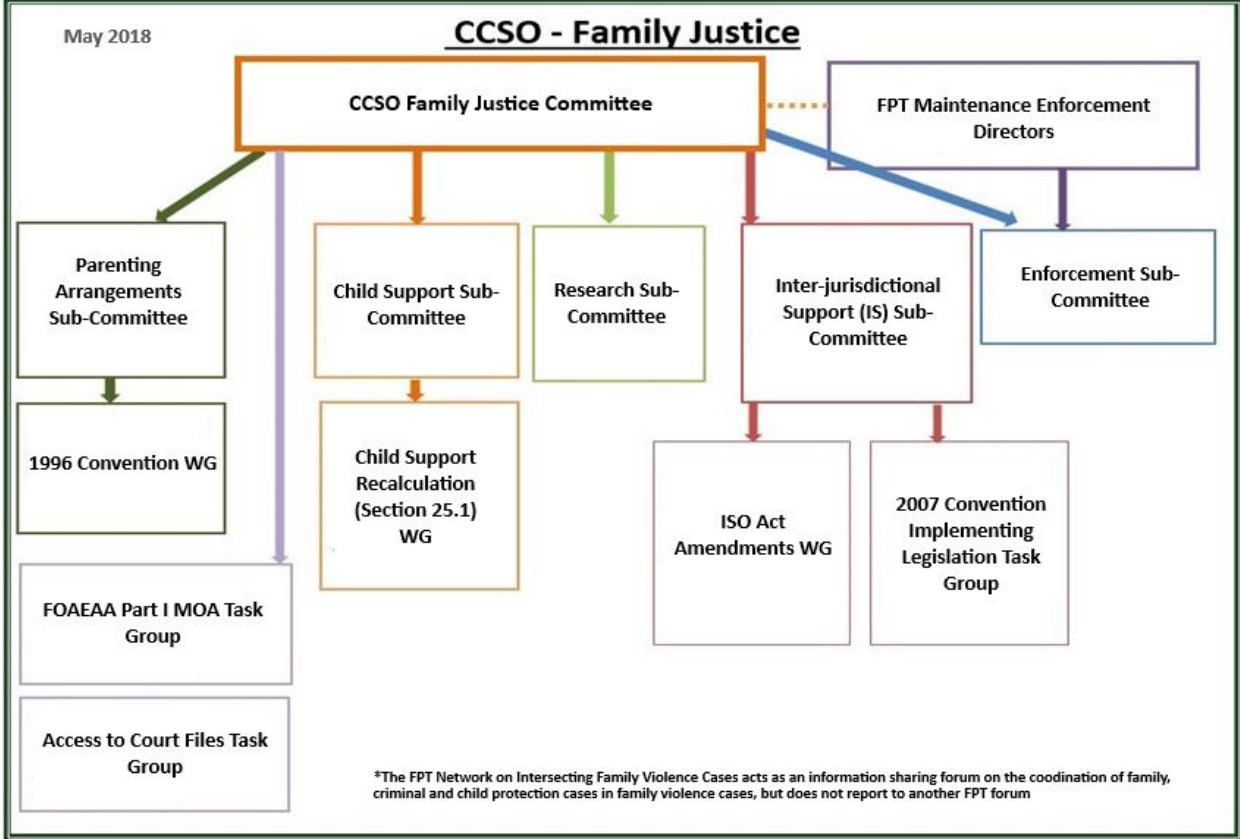 May 2018
CCSO - Family Justice
CCSO Family Justice Committee
FPT Maintenance Enforcement
Directors
Parenting
Arrangements
Sub-Committee
Child Support Sub-
Committee
Research Sub-
Committee
Inter-jurisdictional
Support (IS) Sub-
Committee
Enforcement Sub-
Committee
1996 Convention WG
Child Support
Recalculation
(Section 25.1)
WG
ISO Act
Amendments WG
2007 Convention
Implementing
Legislation Task
Group
FOAEAA Part I MOA Task
Group
Access to Court Files Task
Group
*The FPT Network on Intersecting Family Violence Cases acts as an information sharing forum on the coodination of family,
criminal and child protection cases in family violence cases, but does not report to another FPT forum